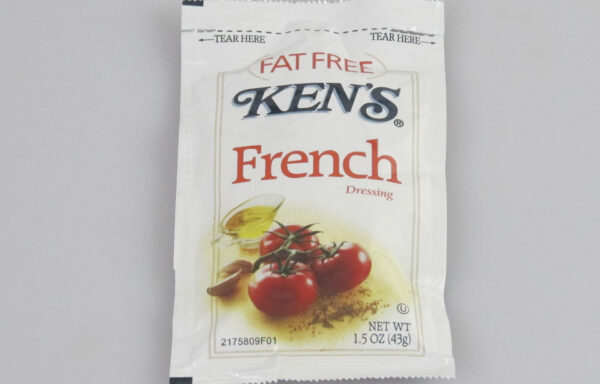 TEAR HERE TEAR HERE
FAT FREE
KEN'S®
French
Dressing
U
NET WT
2175809F01 1.5 OZ (43g)